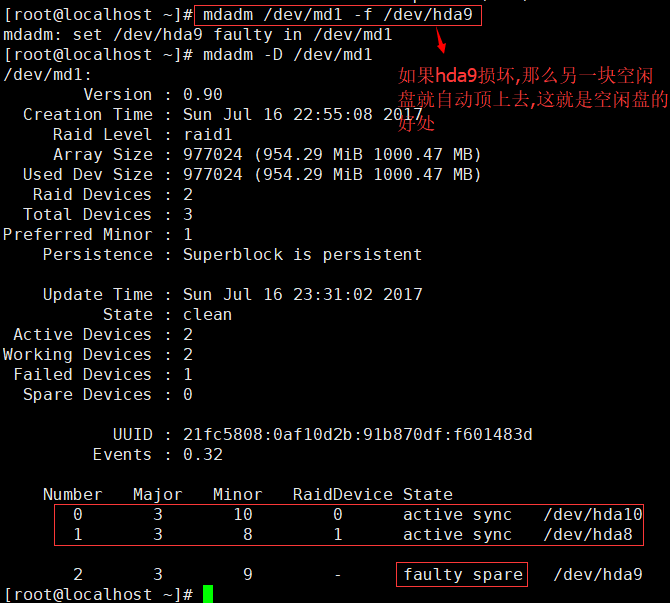 [root@localhost ~]# mdadm /dev/md1 -f /dev/hda9
mdadm: set /dev/hda9 faulty in /dev/md1
[root@localhost ~]# mdadm -D /dev/md1
/dev/md1:
Version : 0.90
Creation Time : Sun Jul 16 22:55:08 2017
Raid Level : raid1
Array Size : 977024 (954.29 MiB 1000.47 MB)
Used Dev Size : 977024 (954.29 MiB 1000.47 MB)
Raid Devices : 2
Total Devices : 3
Preferred Minor : 1
Persistence : Superblock is persistent
如果hda9损坏,那么另一块空闲
盘就自动顶上去,这就是空闲盘的
好处
Update Time : Sun Jul 16 23:31:02 2017
State : clean
Active Devices : 2
Working Devices : 2
Failed Devices : 1
Spare Devices : 0
UUID : 21fc5808:0af10d2b:91b870df:f601483d
Events : 0.32
Number Major Minor RaidDevice State
0 3 10 0 active sync /dev/hda10
1 3 8 1 active sync /dev/hda8
2 3 9 - faulty spare /dev/hda9
[root@localhost ~]#